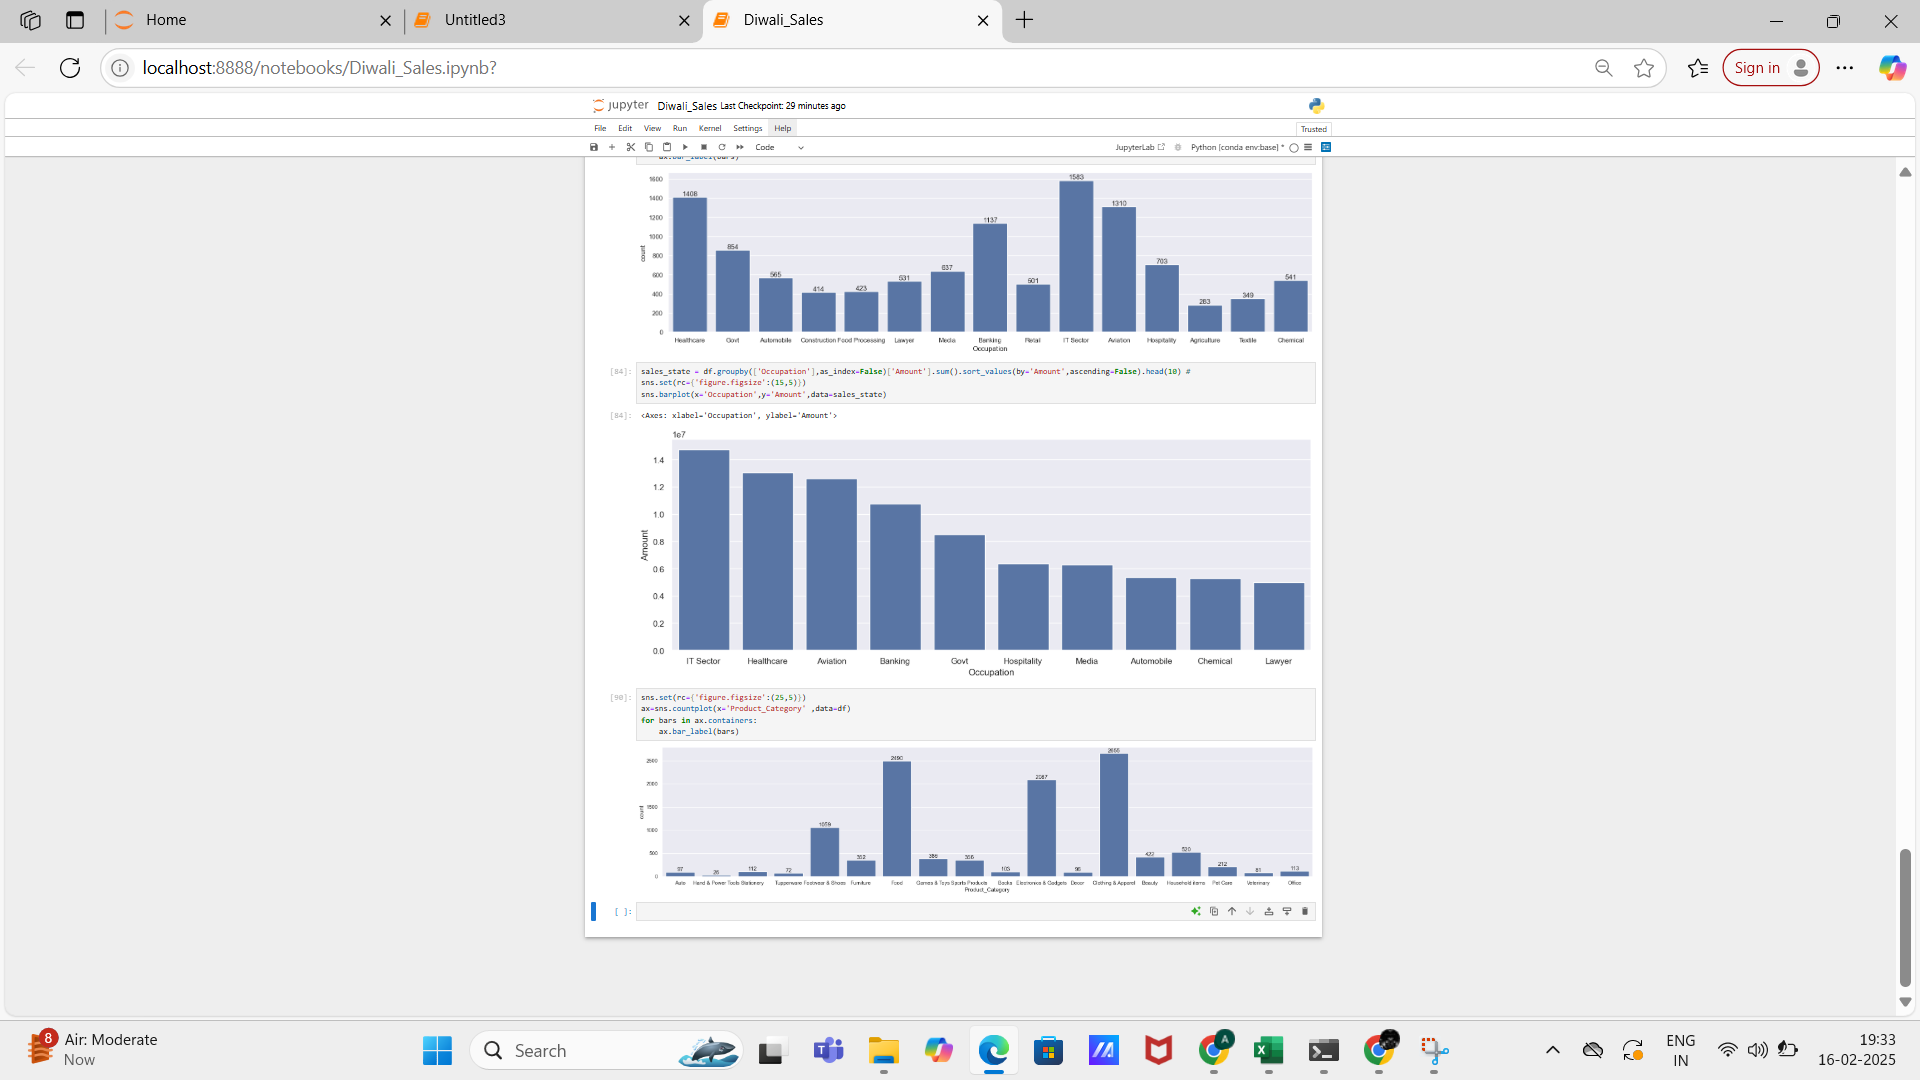 Home
Untitled3
Diwali_Sales
localhost:8888/notebooks/Diwali_Sales.ipynb?
Sign in
jupyter Diwali_Sales Last Checkpoint: 29 minutes ago
File Edit View Run Kernel Settings Help
Trusted
Code
JupyterLab
Python [conda env:base] *
ax.bar_label(bars)
1600
1400
1200
1000
800
600
400
200
0
count
1408
854
565
414
423
531
637
1137
501
1583
1310
703
283
349
541
Healthcare Govt Automobile Construction Food Processing Lawyer Media Banking Retail IT Sector Aviation Hospitality Agriculture Textile Chemical
Occupation
[84]:
sales_state = df.groupby(['Occupation'],as_index=False)['Amount'].sum().sort_values(by='Amount',ascending=False).head(10) #
sns.set(rc={'figure.figsize':(15,5)})
sns.barplot(x='Occupation',y='Amount',data=sales_state)
[84]: <Axes: xlabel='Occupation', ylabel='Amount'>
1e7
1.4
1.2
1.0
0.8
0.6
0.4
0.2
0.0
Amount
IT Sector Healthcare Aviation Banking Govt Hospitality Media Automobile Chemical Lawyer
Occupation
[90]:
sns.set(rc={'figure.figsize':(25,5)})
ax=sns.countplot(x='Product_Category' ,data=df)
for bars in ax.containers:
ax.bar_label(bars)
2500
2000
1500
1000
500
0
count
97
26
112
72
1059
352
2490
386
356
103
2087
96
422
520
212
81
113
Auto Hand & Power Tools Stationery Tupperware Footwear & Shoes Furniture Food Games & Toys Sports Products Books Electronics & Gadgets Decor Clothing & Apparel Beauty Household items Pet Care Veterinary Office
Product_Category
[ ]:
8
Air: Moderate
Now
Search
A
ENG
IN
19:33
16-02-2025